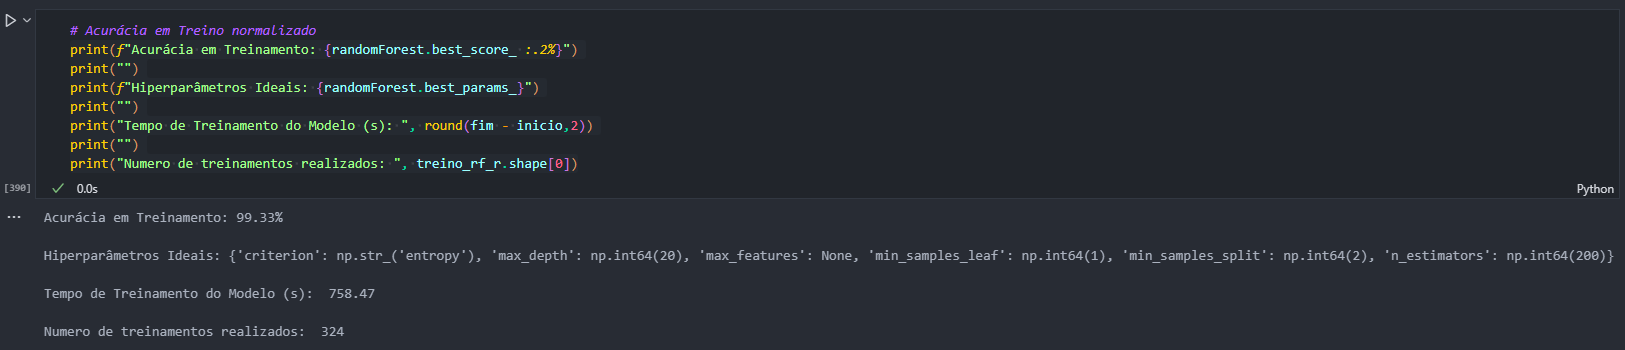 # Acurácia em Treino normalizado
print(f"Acurácia em Treinamento: {randomForest.best_score_ :.2%}")
print("")
print(f"Hiperparâmetros Ideais: {randomForest.best_params_}")
print("")
print("Tempo de Treinamento do Modelo (s): ", round(fim - inicio,2))
print("")
print("Numero de treinamentos realizados: ", treino_rf_r.shape[0])
[390] 0.0s Python
Acurácia em Treinamento: 99.33%
Hiperparâmetros Ideais: {'criterion': np.str_('entropy'), 'max_depth': np.int64(20), 'max_features': None, 'min_samples_leaf': np.int64(1), 'min_samples_split': np.int64(2), 'n_estimators': np.int64(200)}
Tempo de Treinamento do Modelo (s):  758.47
Numero de treinamentos realizados:  324